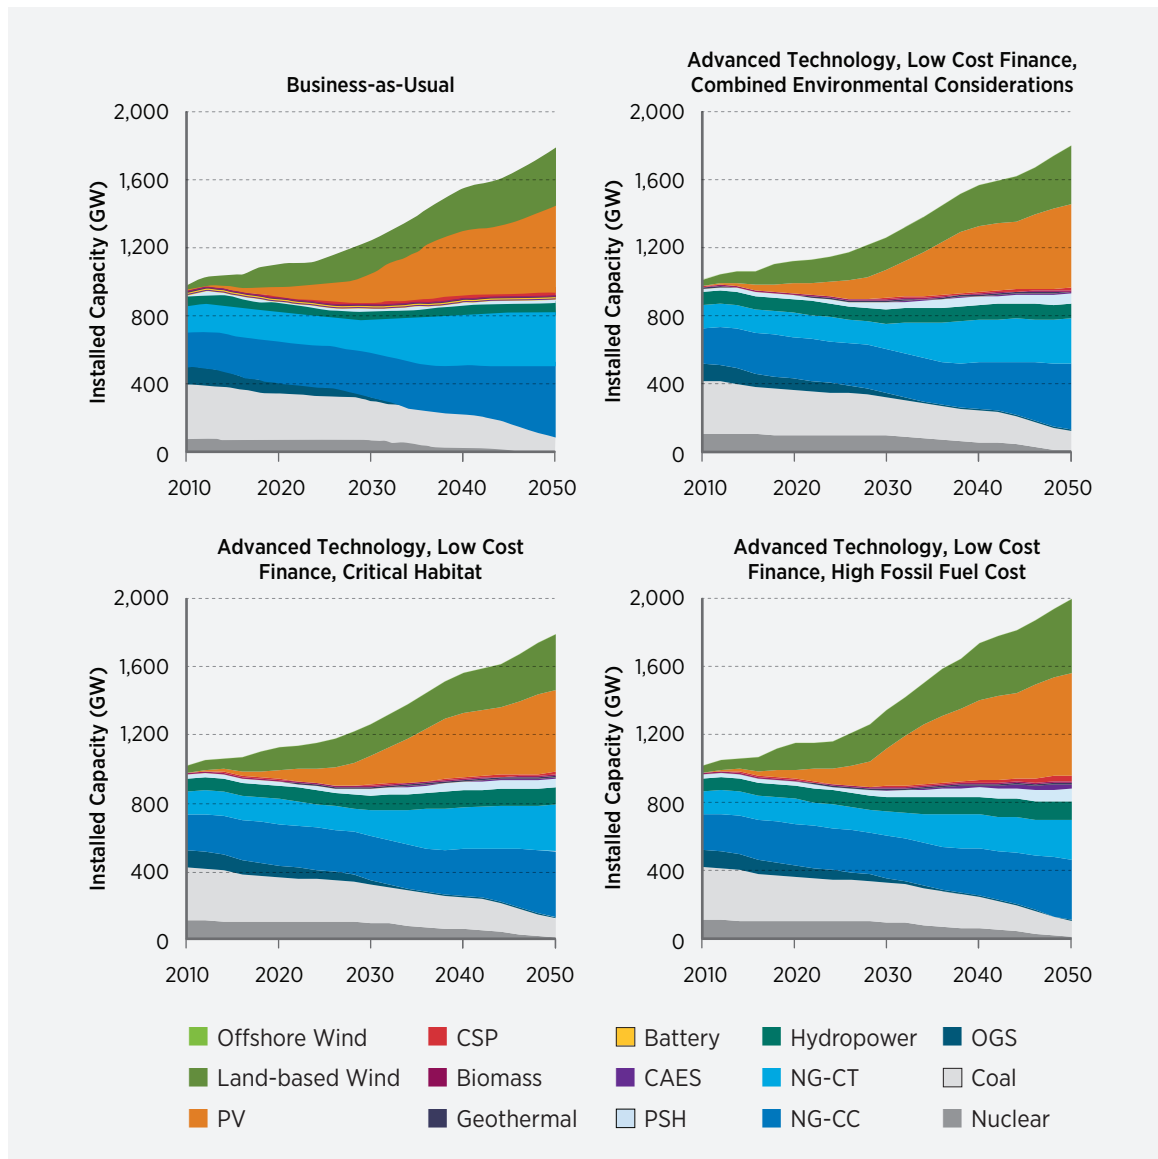 Business-as-Usual
2,000
1,600
1,200
800
400
0
Installed Capacity (GW)
2010 2020 2030 2040 2050
Advanced Technology, Low Cost Finance,
Combined Environmental Considerations
2,000
1,600
1,200
800
400
0
Installed Capacity (GW)
2010 2020 2030 2040 2050
Advanced Technology, Low Cost
Finance, Critical Habitat
2,000
1,600
1,200
800
400
0
Installed Capacity (GW)
2010 2020 2030 2040 2050
Advanced Technology, Low Cost
Finance, High Fossil Fuel Cost
2,000
1,600
1,200
800
400
0
Installed Capacity (GW)
2010 2020 2030 2040 2050
Offshore Wind CSP Battery Hydropower OGS
Land-based Wind Biomass CAES NG-CT Coal
PV Geothermal PSH NG-CC Nuclear